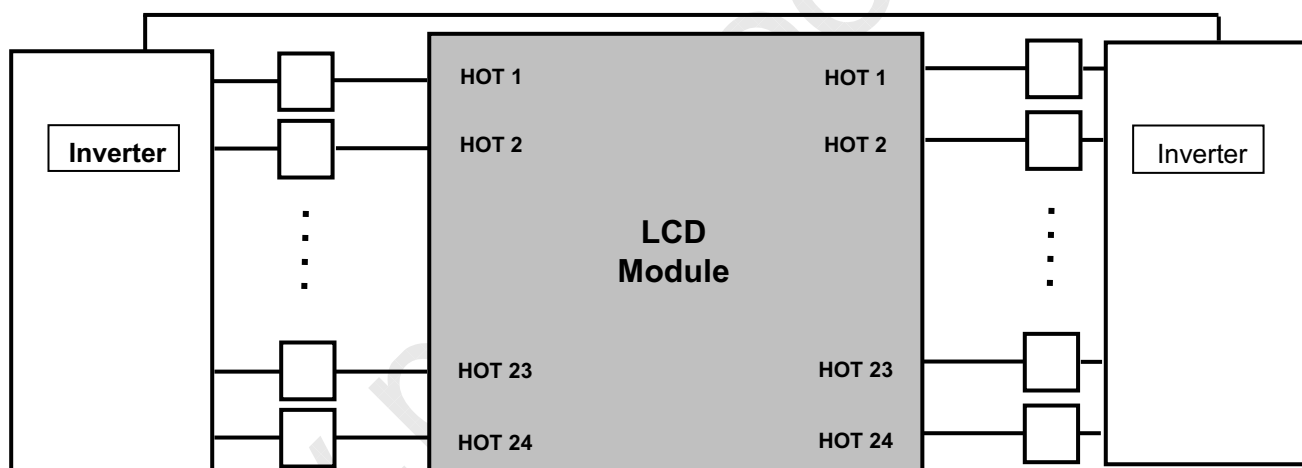 HOT 1 HOT 1
Inverter HOT 2 HOT 2 Inverter
LCD
Module
HOT 23 HOT 23
HOT 24 HOT 24